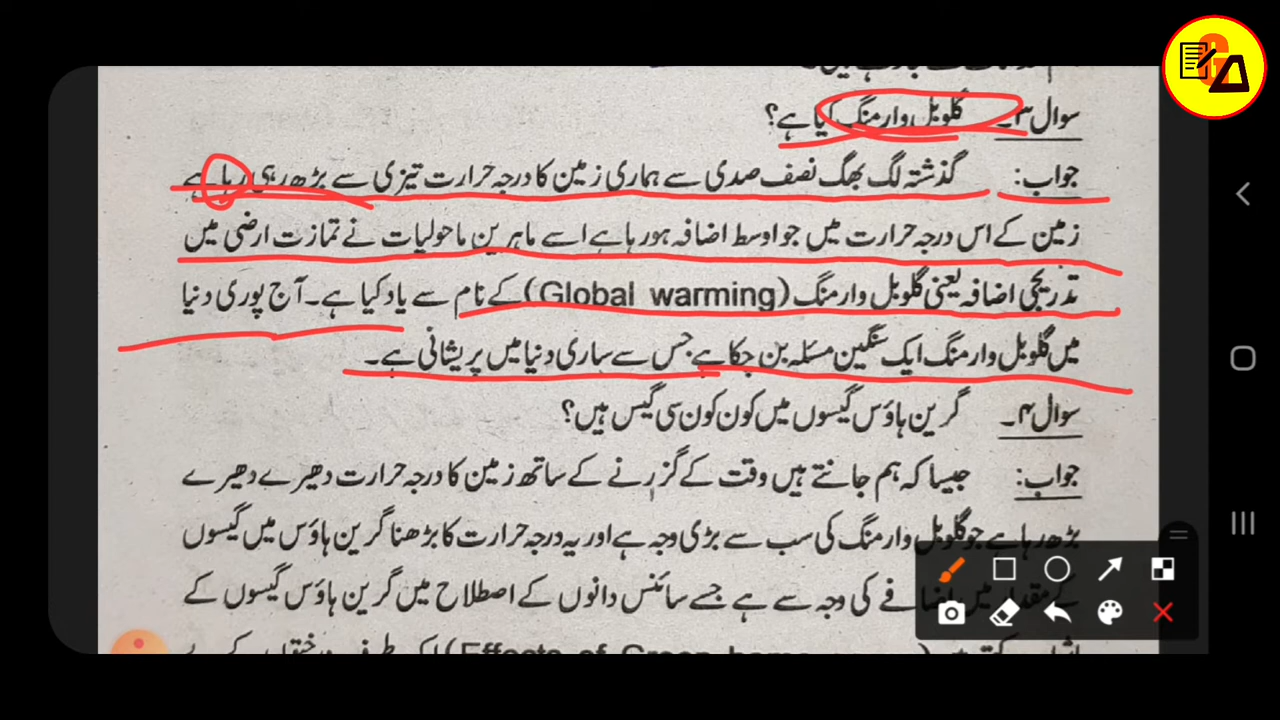 سوال ۳۔ گلوبل وارمنگ کیا ہے؟
جواب: گذشتہ لگ بھگ نصف صدی سے ہماری زمین کا درجہ حرارت تیزی سے بڑھ رہی رہا ہے
زمین کے اس درجہ حرارت میں جو اوسط اضافہ ہو رہا ہے اسے ماہرین ماحولیات نے تمازت ارضی میں
تدریجی اضافہ یعنی گلوبل وارمنگ (Global warming) کے نام سے یاد کیا ہے۔ آج پوری دنیا
میں گلوبل وارمنگ ایک سنگین مسئلہ بن چکا ہے جس سے ساری دنیا میں پریشانی ہے۔
سوال ۴۔ گرین ہاؤس گیسوں میں کون کون سی گیس ہیں؟
جواب: جیسا کہ ہم جانتے ہیں وقت کے گزرنے کے ساتھ زمین کا درجہ حرارت دھیرے دھیرے
بڑھ رہا ہے جو گلوبل وارمنگ کی سب سے بڑی وجہ ہے اور یہ درجہ حرارت کا بڑھنا گرین ہاؤس میں گیسوں
کے مقدار میں اضافے کی وجہ سے ہے جسے سائنس دانوں کے اصطلاح میں گرین ہاؤس گیسوں کے
(Effects of Green